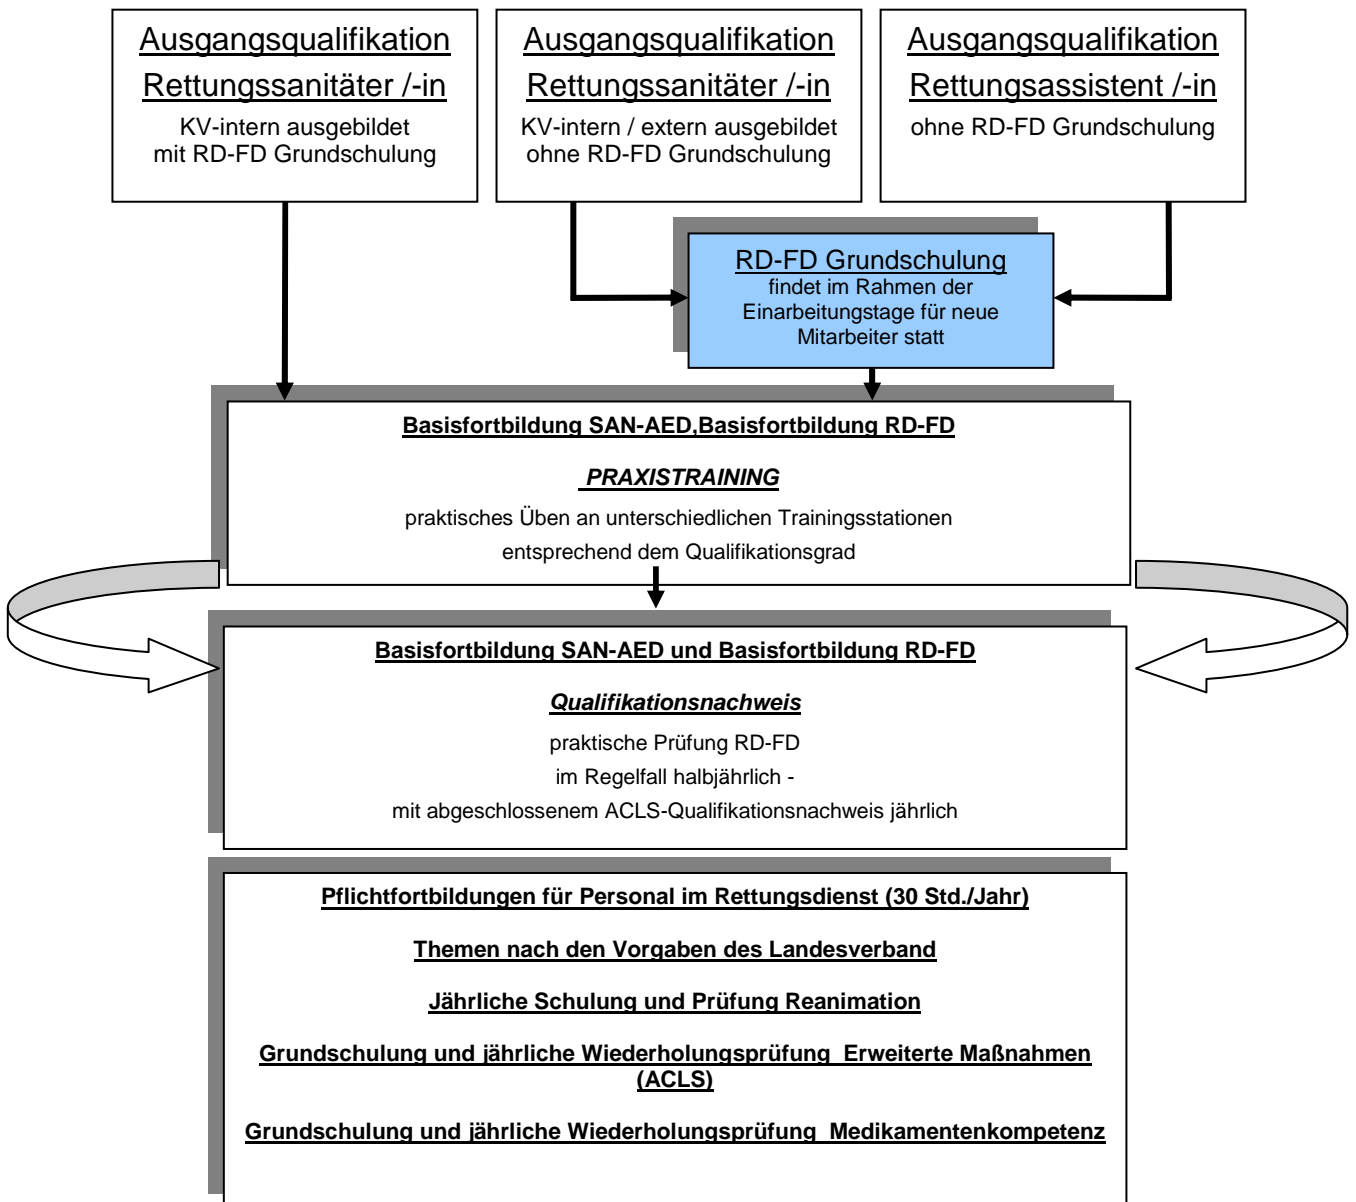 Ausgangsqualifikation
Rettungssanitäter /-in
KV-intern ausgebildet
mit RD-FD Grundschulung
Ausgangsqualifikation
Rettungssanitäter /-in
KV-intern / extern ausgebildet
ohne RD-FD Grundschulung
Ausgangsqualifikation
Rettungsassistent /-in
ohne RD-FD Grundschulung
RD-FD Grundschulung
findet im Rahmen der
Einarbeitungstage für neue
Mitarbeiter statt
Basisfortbildung SAN-AED,Basisfortbildung RD-FD
PRAXISTRAINING
praktisches Üben an unterschiedlichen Trainingsstationen
entsprechend dem Qualifikationsgrad
Basisfortbildung SAN-AED und Basisfortbildung RD-FD
Qualifikationsnachweis
praktische Prüfung RD-FD
im Regelfall halbjährlich -
mit abgeschlossenem ACLS-Qualifikationsnachweis jährlich
Pflichtfortbildungen für Personal im Rettungsdienst (30 Std./Jahr)
Themen nach den Vorgaben des Landesverband
Jährliche Schulung und Prüfung Reanimation
Grundschulung und jährliche Wiederholungsprüfung  Erweiterte Maßnahmen
(ACLS)
Grundschulung und jährliche Wiederholungsprüfung  Medikamentenkompetenz